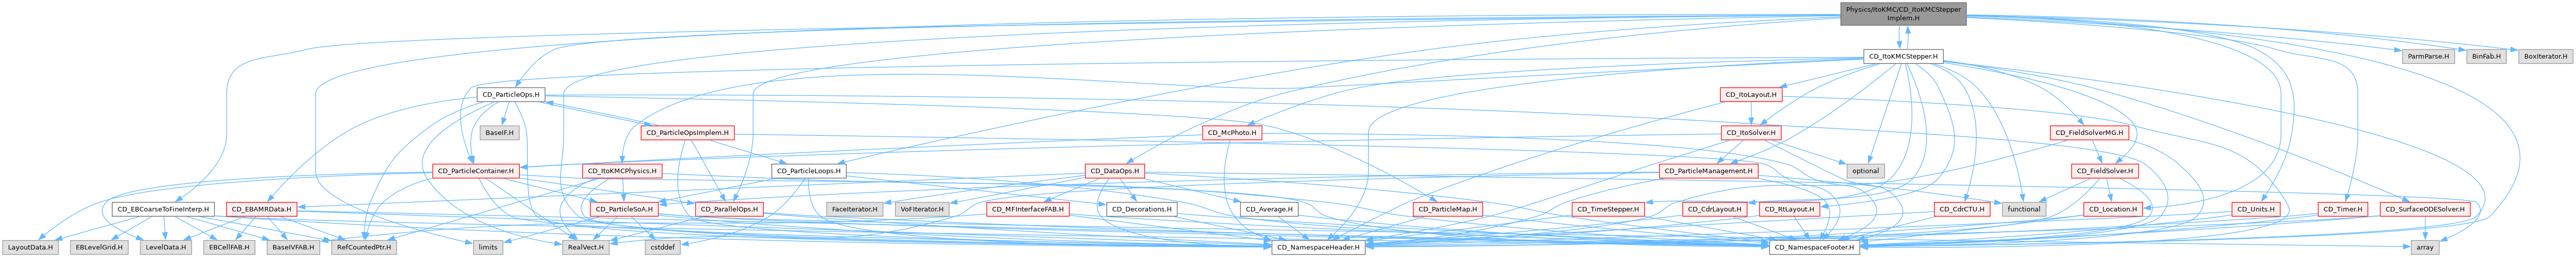 Physics/ItoKMC/CD_ItoKMCStepper
Implem.H
CD_ItoKMCStepper.H
ParmParse.H
BinFab.H
BoxIterator.H
CD_ParticleOps.H
CD_ItoLayout.H
BaseIF.H
CD_ParticleOpsImplem.H
CD_McPhoto.H
CD_ItoSolver.H
CD_FieldSolverMG.H
CD_ParticleContainer.H
CD_ItoKMCPhysics.H
CD_ParticleLoops.H
CD_DataOps.H
CD_ParticleManagement.H
optional
CD_FieldSolver.H
CD_EBCoarseToFineInterp.H
CD_EBAMRData.H
CD_ParticleSoA.H
CD_ParallelOps.H
FaceIterator.H
VoFIterator.H
CD_MFInterfaceFAB.H
CD_Decorations.H
CD_Average.H
CD_ParticleMap.H
CD_TimeStepper.H
CD_CdrLayout.H
CD_RtLayout.H
CD_CdrCTU.H
functional
CD_Location.H
CD_Units.H
CD_Timer.H
CD_SurfaceODESolver.H
LayoutData.H
EBLevelGrid.H
LevelData.H
EBCellFAB.H
BaseIVFAB.H
RefCountedPtr.H
limits
RealVect.H
cstddef
CD_NamespaceHeader.H
CD_NamespaceFooter.H
array